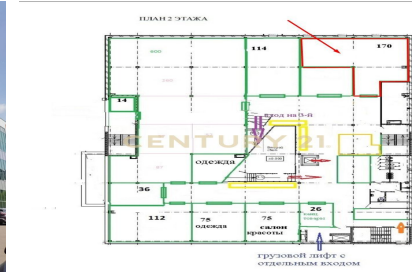 ПЛАН 2 ЭТАЖА
600
114
170
14
вход на 3-й
CENTURY 21
одежда
36
112
75
одежда
75
салон
красоты
26
грузовой лифт с
отдельным входом